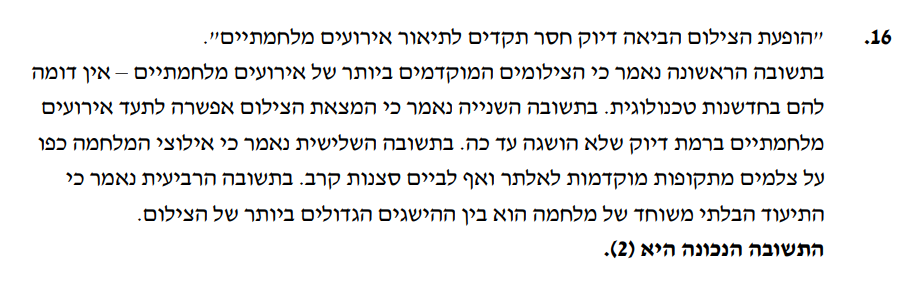 16. "הופעת הצילום הביאה דיוק חסר תקדים לתיאור אירועים מלחמתיים".
בתשובה הראשונה נאמר כי הצילומים המוקדמים ביותר של אירועים מלחמתיים – אין דומה
להם בחדשנות טכנולוגית. בתשובה השנייה נאמר כי המצאת הצילום אפשרה לתעד אירועים
מלחמתיים ברמת דיוק שלא הושגה עד כה. בתשובה השלישית נאמר כי אילוצי המלחמה כפו
על צלמים מתקופות מוקדמות לאלתר ואף לביים סצנות קרב. בתשובה הרביעית נאמר כי
התיעוד הבלתי משוחד של מלחמה הוא בין ההישגים הגדולים ביותר של הצילום.
התשובה הנכונה היא (2).